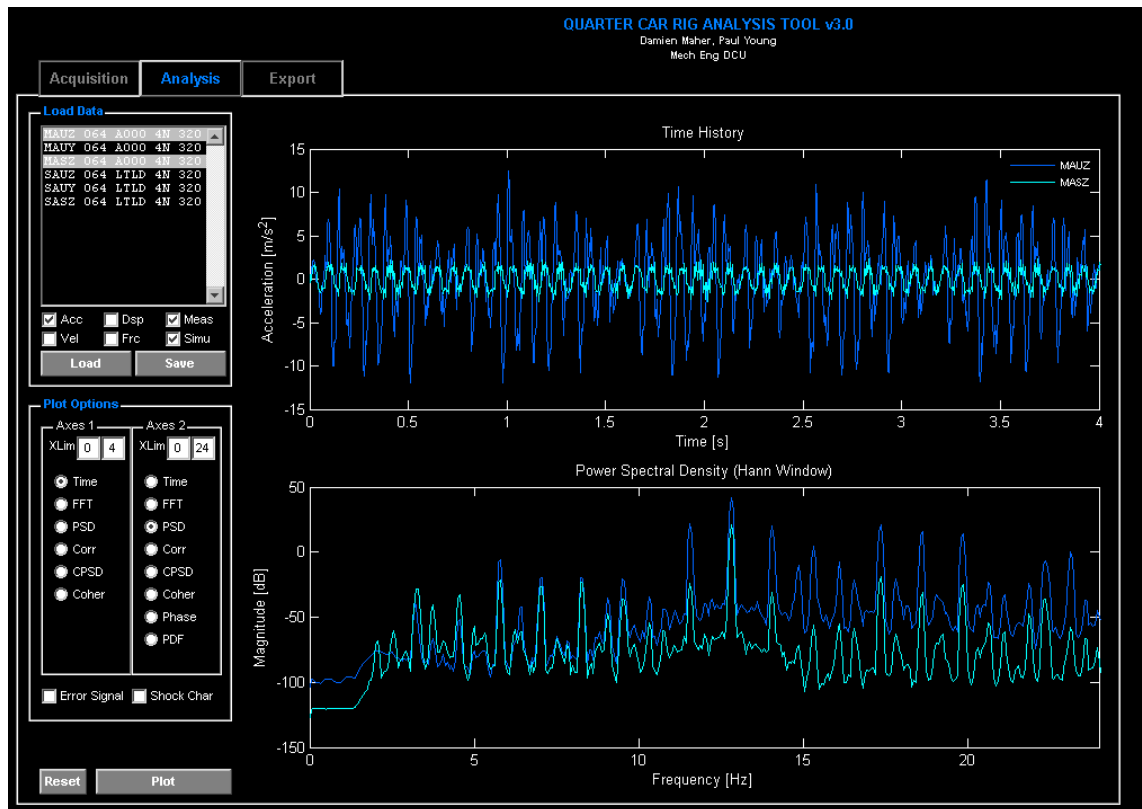 QUARTER CAR RIG ANALYSIS TOOL v3.0
Damien Maher, Paul Young
Mech Eng DCU
Acquisition Analysis Export
Load Data
MAUZ 064 A000 4N 320
MAUY 064 A000 4N 320
MASZ 064 A000 4N 320
SAUZ 064 LTLD 4N 320
SAUY 064 LTLD 4N 320
SASZ 064 LTLD 4N 320
Acc Dsp Meas
Vel Frc Simu
Load Save
Plot Options
Axes 1 Axes 2
XLim 0 4 XLim 0 24
Time Time
FFT FFT
PSD PSD
Corr Corr
CPSD CPSD
Coher Coher
Phase
PDF
Error Signal Shock Char
Reset Plot
Time History
MAUZ
MASZ
Acceleration [m/s²]
15
10
5
0
-5
-10
-15
0 0.5 1 1.5 2 2.5 3 3.5 4
Time [s]
Power Spectral Density (Hann Window)
Magnitude [dB]
50
0
-50
-100
-150
0 5 10 15 20
Frequency [Hz]